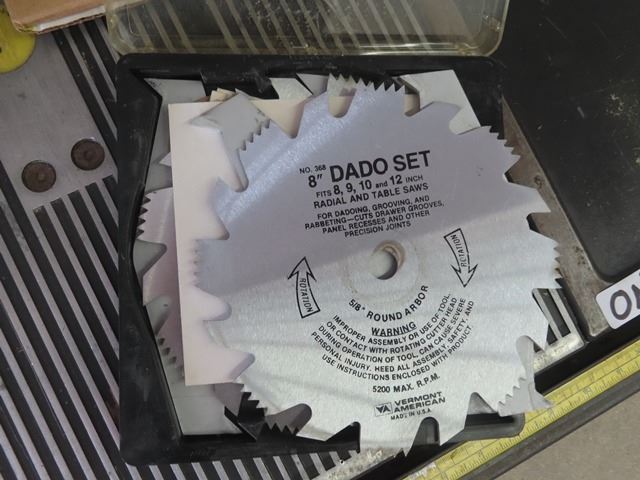 NO. 368
8" DADO SET
FITS 8, 9, 10 and 12 INCH
RADIAL AND TABLE SAWS
FOR DADOING, GROOVING, AND
RABBETING—CUTS DRAWER GROOVES,
PANEL RECESSES AND OTHER
PRECISION JOINTS
ROTATION
ROTATION
5/8" ROUND ARBOR
WARNING
IMPROPER ASSEMBLY OR USE OF TOOL,
OR CONTACT WITH ROTATING CUTTER HEAD
DURING OPERATION OF TOOL, CAN CAUSE SEVERE
PERSONAL INJURY. HEED ALL ASSEMBLY, SAFETY, AND
USE INSTRUCTIONS ENCLOSED WITH PRODUCT
5200 MAX. R.P.M.
VA VERMONT
AMERICAN
MADE IN U.S.A.
ON